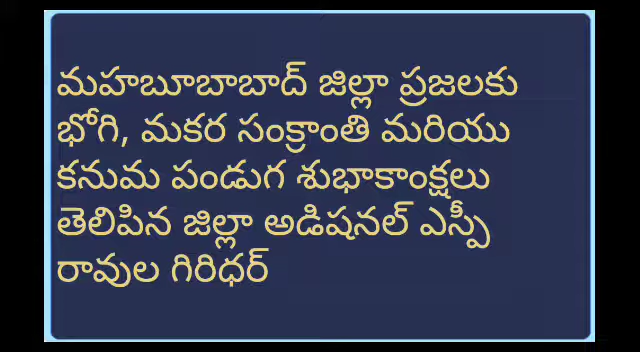 మహబూబాబాద్ జిల్లా ప్రజలకు
భోగి, మకర సంక్రాంతి మరియు
కనుమ పండుగ శుభాకాంక్షలు
తెలిపిన జిల్లా అడిషనల్ ఎస్పీ
రావుల గిరిధర్